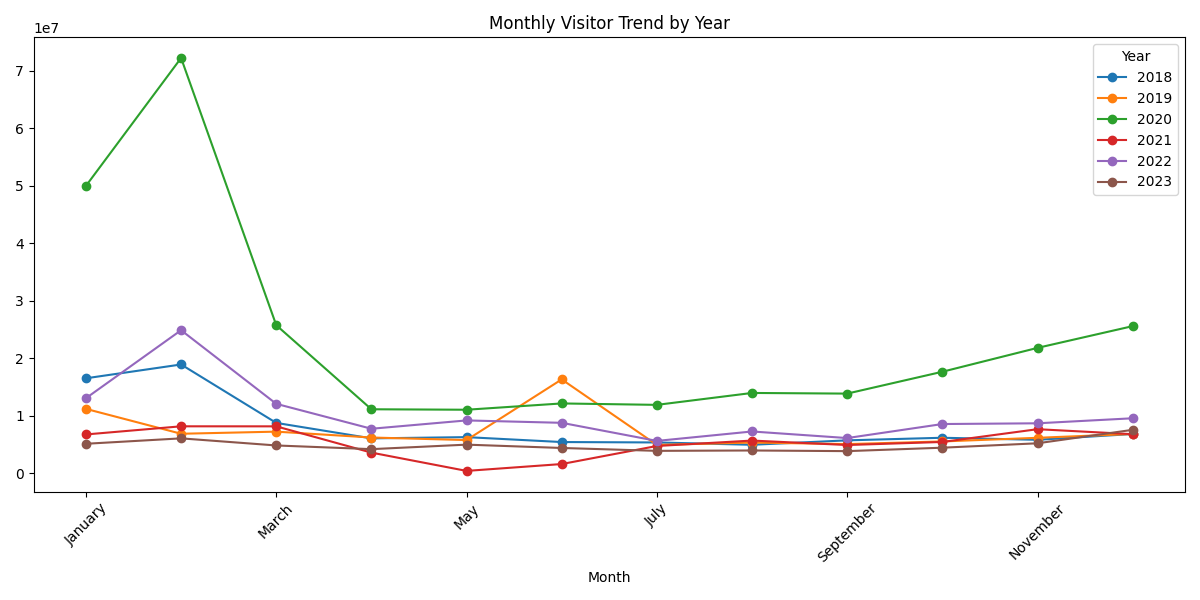 Monthly Visitor Trend by Year
1e7
7
6
5
4
3
2
1
0
Year
2018
2019
2020
2021
2022
2023
January
March
May
July
September
November
Month